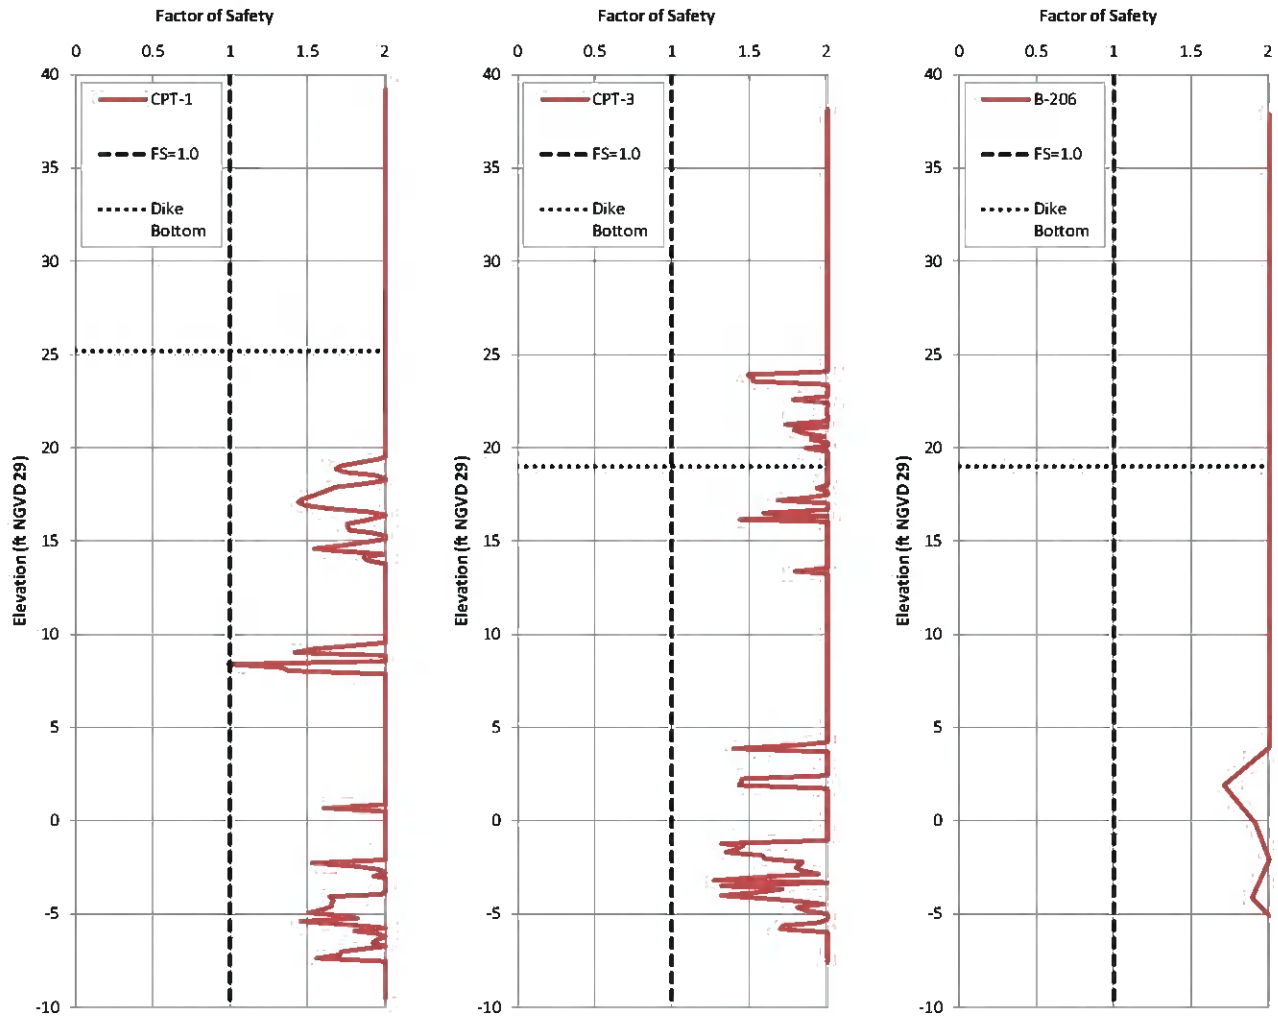 Factor of Safety
0 0.5 1 1.5 2
40
35
30
25
20
15
10
5
0
-5
-10
Elevation (ft NGVD 29)
CPT-1
FS=1.0
Dike
Bottom
Factor of Safety
0 0.5 1 1.5 2
40
35
30
25
20
15
10
5
0
-5
-10
Elevation (ft NGVD 29)
CPT-3
FS=1.0
Dike
Bottom
Factor of Safety
0 0.5 1 1.5 2
40
35
30
25
20
15
10
5
0
-5
-10
Elevation (ft NGVD 29)
B-206
FS=1.0
Dike
Bottom